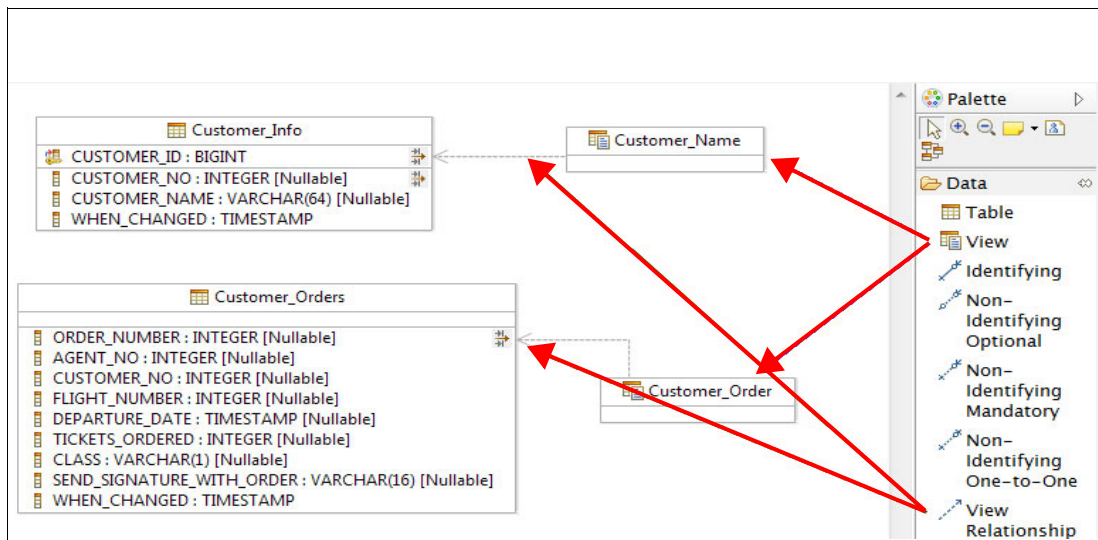 Customer_Info
CUSTOMER_ID : BIGINT
CUSTOMER_NO : INTEGER [Nullable]
CUSTOMER_NAME : VARCHAR(64) [Nullable]
WHEN_CHANGED : TIMESTAMP
Customer_Name
Customer_Orders
ORDER_NUMBER : INTEGER [Nullable]
AGENT_NO : INTEGER [Nullable]
CUSTOMER_NO : INTEGER [Nullable]
FLIGHT_NUMBER : INTEGER [Nullable]
DEPARTURE_DATE : TIMESTAMP [Nullable]
TICKETS_ORDERED : INTEGER [Nullable]
CLASS : VARCHAR(1) [Nullable]
SEND_SIGNATURE_WITH_ORDER : VARCHAR(16) [Nullable]
WHEN_CHANGED : TIMESTAMP
Customer_Order
Palette
Data
Table
View
Identifying
Non-
Identifying
Optional
Non-
Identifying
Mandatory
Non-
Identifying
One-to-One
View
Relationship